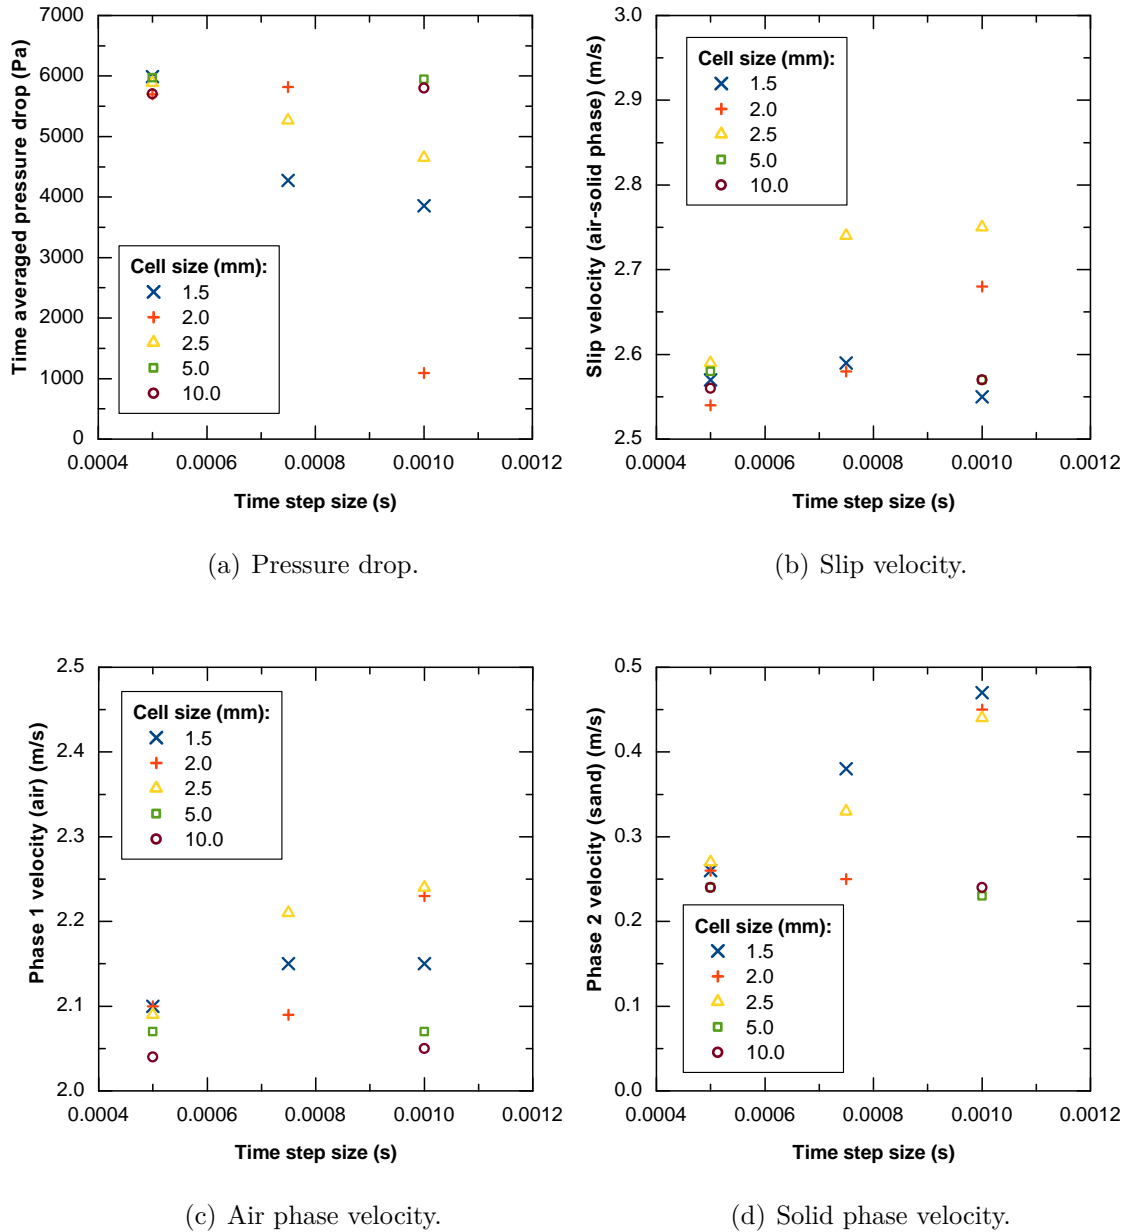 7000
6000
5000
4000
3000
2000
1000
0
Time averaged pressure drop (Pa)
Cell size (mm):
1.5
2.0
2.5
5.0
10.0
0.0004 0.0006 0.0008 0.0010 0.0012
Time step size (s)
(a) Pressure drop.
3.0
2.9
2.8
2.7
2.6
2.5
Slip velocity (air-solid phase) (m/s)
Cell size (mm):
1.5
2.0
2.5
5.0
10.0
0.0004 0.0006 0.0008 0.0010 0.0012
Time step size (s)
(b) Slip velocity.
2.5
2.4
2.3
2.2
2.1
2.0
Phase 1 velocity (air) (m/s)
Cell size (mm):
1.5
2.0
2.5
5.0
10.0
0.0004 0.0006 0.0008 0.0010 0.0012
Time step size (s)
(c) Air phase velocity.
0.5
0.4
0.3
0.2
0.1
0.0
Phase 2 velocity (sand) (m/s)
Cell size (mm):
1.5
2.0
2.5
5.0
10.0
0.0004 0.0006 0.0008 0.0010 0.0012
Time step size (s)
(d) Solid phase velocity.